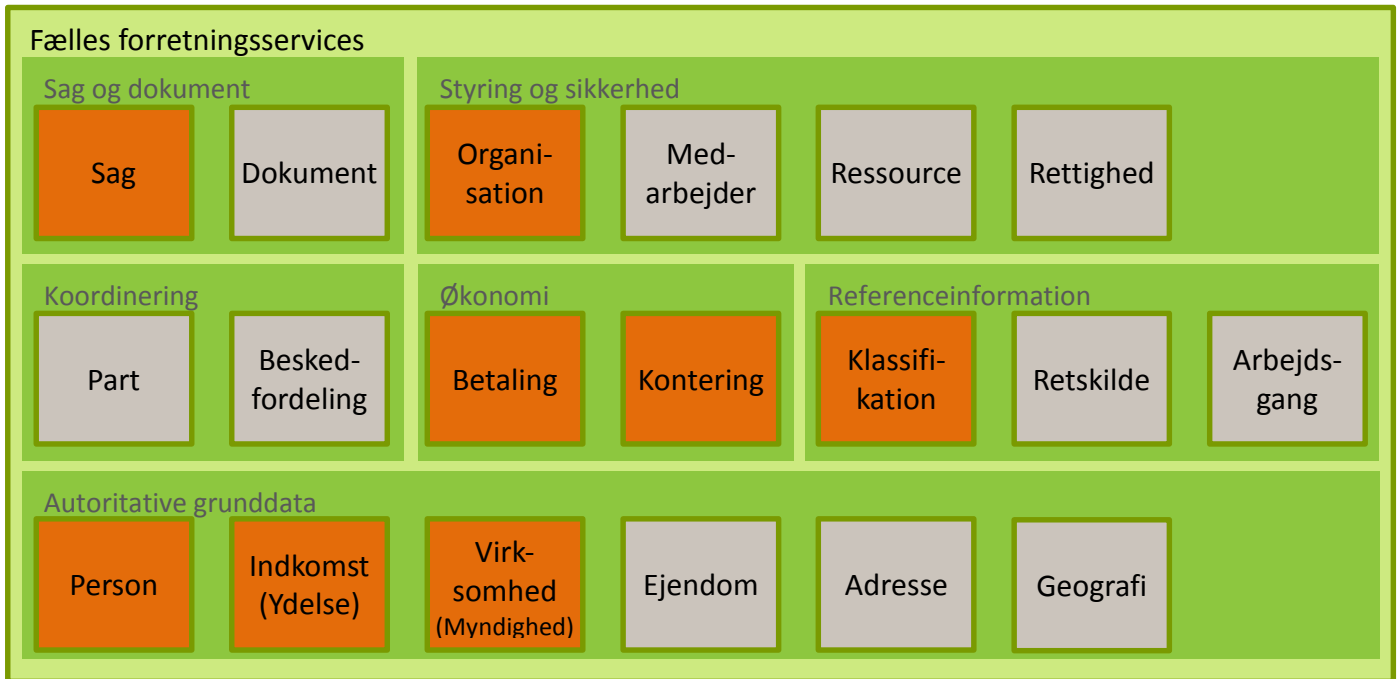 Fælles forretningsservices
Sag og dokument
Sag
Dokument
Styring og sikkerhed
Organi-
sation
Med-
arbejder
Ressource
Rettighed
Koordinering
Part
Besked-
fordeling
Økonomi
Betaling
Kontering
Referenceinformation
Klassifi-
kation
Retskilde
Arbejds-
gang
Autoritative grunddata
Person
Indkomst
(Ydelse)
Virk-
somhed
(Myndighed)
Ejendom
Adresse
Geografi